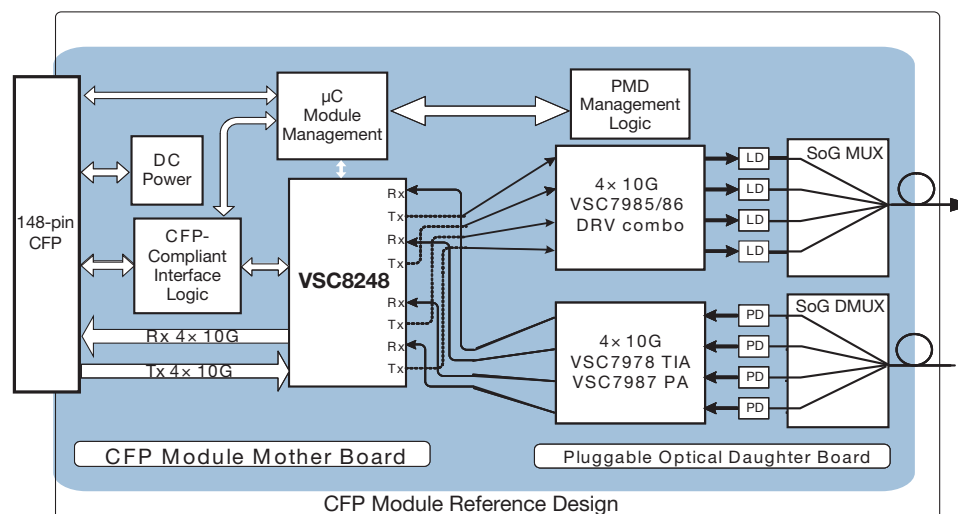 148-pin
CFP
µC
Module
Management
PMD
Management
Logic
DC
Power
CFP-
Compliant
Interface
Logic
VSC8248
Rx
Tx
Rx
Tx
Rx
Tx
Rx
Tx
Rx 4× 10G
Tx 4× 10G
4× 10G
VSC7985/86
DRV combo
LD
LD
LD
LD
SoG MUX
4× 10G
VSC7978 TIA
VSC7987 PA
PD
PD
PD
PD
SoG DMUX
CFP Module Mother Board
Pluggable Optical Daughter Board
CFP Module Reference Design